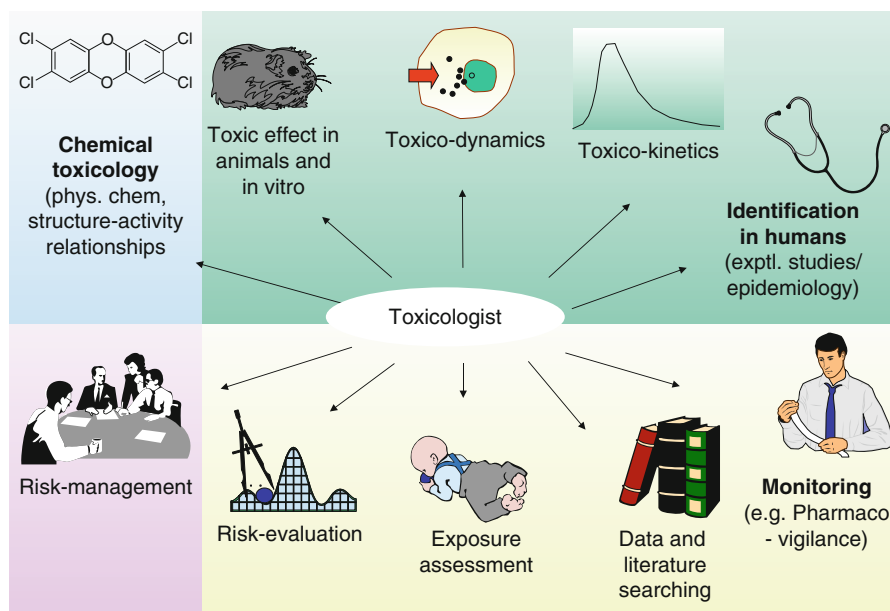 Cl
O
Cl
Cl
O
Cl
Chemical
toxicology
(phys. chem,
structure-activity
relationships
Toxic effect in
animals and
in vitro
Toxico-dynamics
Toxico-kinetics
Identification
in humans
(exptl. studies/
epidemiology)
Toxicologist
Risk-management
Risk-evaluation
Exposure
assessment
Data and
literature
searching
Monitoring
(e.g. Pharmaco
- vigilance)